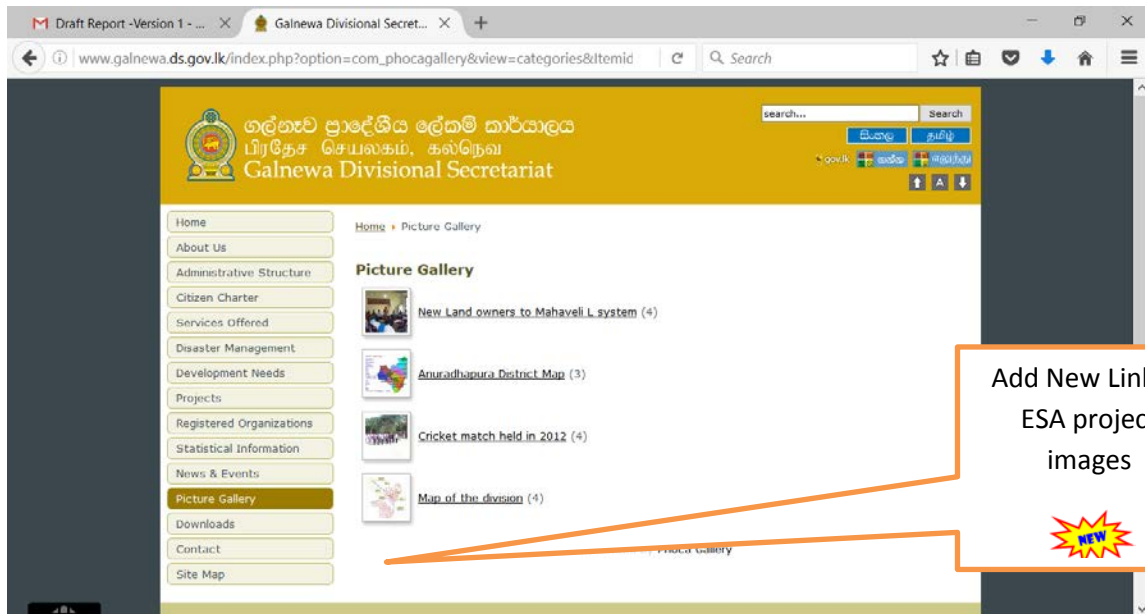 Draft Report -Version 1 - ...
Galnewa Divisional Secret...
www.galnewa.ds.gov.lk/index.php?option=com_phocagallery&view=categories&Itemid
Search
ගල්නෑව ප්‍රාදේශීය ලේකම් කාර්යාලය
பிரதேச செயலகம், கல்நெவ
Galnewa Divisional Secretariat
search...
Search
සිංහල
தமிழ்
gov.lk
A
Home
About Us
Administrative Structure
Citizen Charter
Services Offered
Disaster Management
Development Needs
Projects
Registered Organizations
Statistical Information
News & Events
Picture Gallery
Downloads
Contact
Site Map
Home Picture Gallery
Picture Gallery
New Land owners to Mahaveli L system (4)
Anuradhapura District Map (3)
Cricket match held in 2012 (4)
Map of the division (4)
Phoca Gallery
Add New Lin
ESA projec
images
NEW